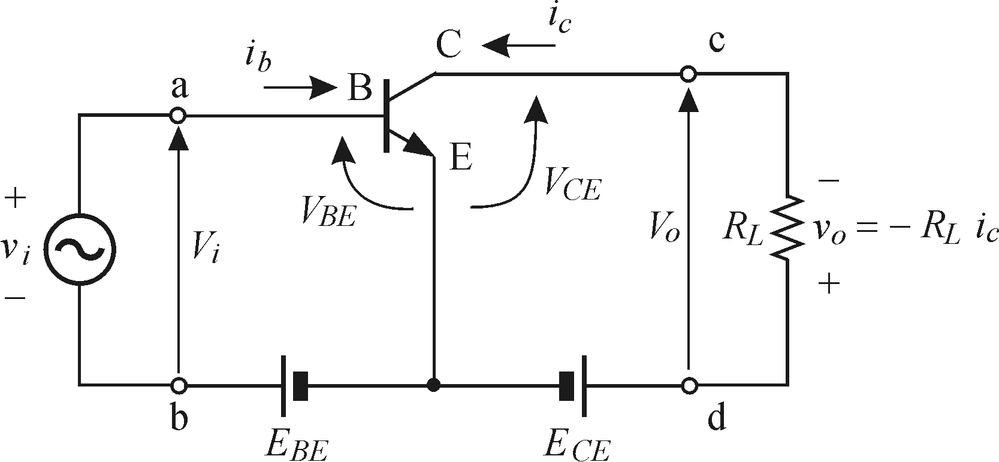 i_c
C
c
i_b
a
B
E
V_CE
V_BE
+
v_i
−
V_i
V_o
R_L
−
v_o = − R_L i_c
+
b
d
E_BE
E_CE